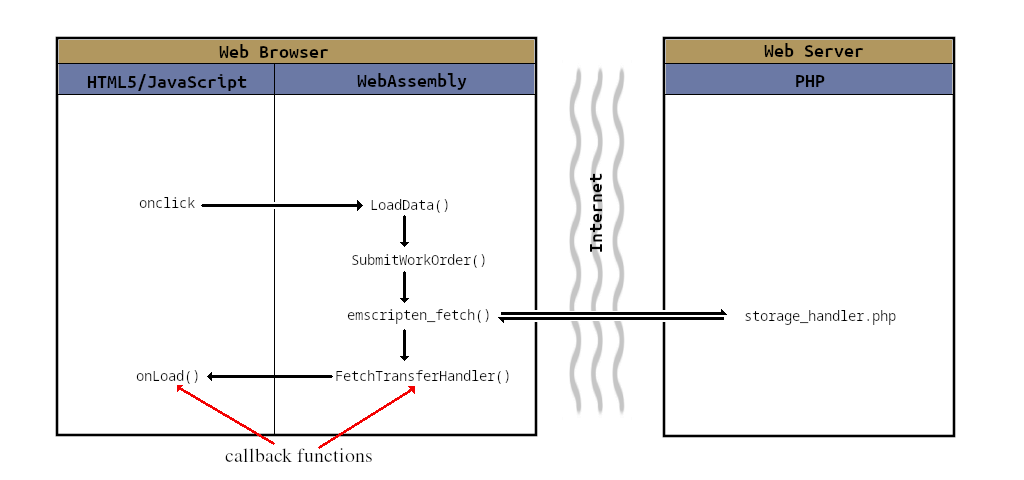 Web Browser
Web Server
HTML5/JavaScript
WebAssembly
PHP
Internet
onclick
LoadData()
SubmitWorkOrder()
emscripten_fetch()
storage_handler.php
onLoad()
FetchTransferHandler()
callback functions